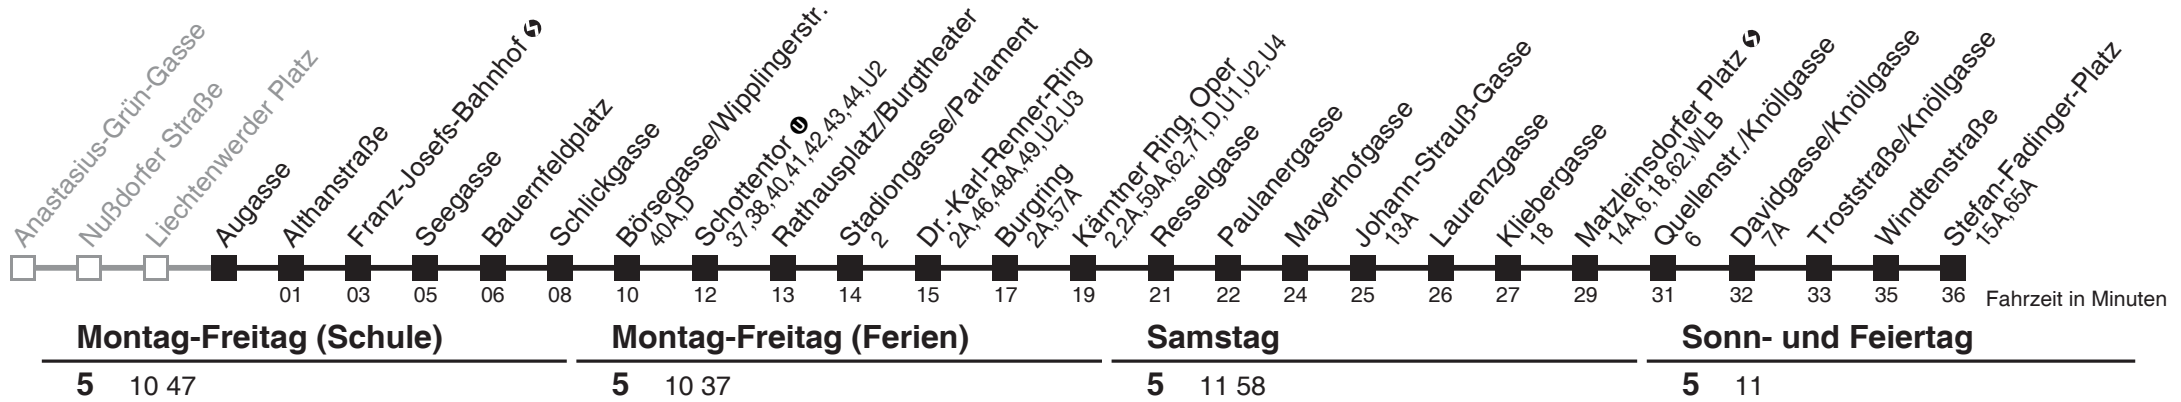 Anastasius-Grün-Gasse
Nußdorfer Straße
Liechtenwerder Platz
Augasse
Althanstraße
Franz-Josefs-Bahnhof
Seegasse
Bauernfeldplatz
Schlickgasse
Börsegasse/Wipplingerstr.
40A,D
Schottentor U
37,38,40,41,42,43,44,U2
Rathausplatz/Burgtheater
Stadiongasse/Parlament
2
Dr.-Karl-Renner-Ring
2A,46,48A,49,U2,U3
Burgring
2A,57A
Kärntner Ring, Oper
2,2A,59A,62,71,D,U1,U2,U4
Resselgasse
Paulanergasse
Mayerhofgasse
Johann-Strauß-Gasse
13A
Laurenzgasse
Kliebergasse
18
Matzleinsdorfer Platz
14A,6,18,62,WLB
Quellenstr./Knöllgasse
6
Davidgasse/Knöllgasse
7A
Troststraße/Knöllgasse
Windtenstraße
Stefan-Fadinger-Platz
15A,65A
01 03 05 06 08 10 12 13 14 15 17 19 21 22 24 25 26 27 29 31 32 33 35 36 Fahrzeit in Minuten
Montag-Freitag (Schule) Montag-Freitag (Ferien) Samstag Sonn- und Feiertag
5 10 47 5 10 37 5 11 58 5 11